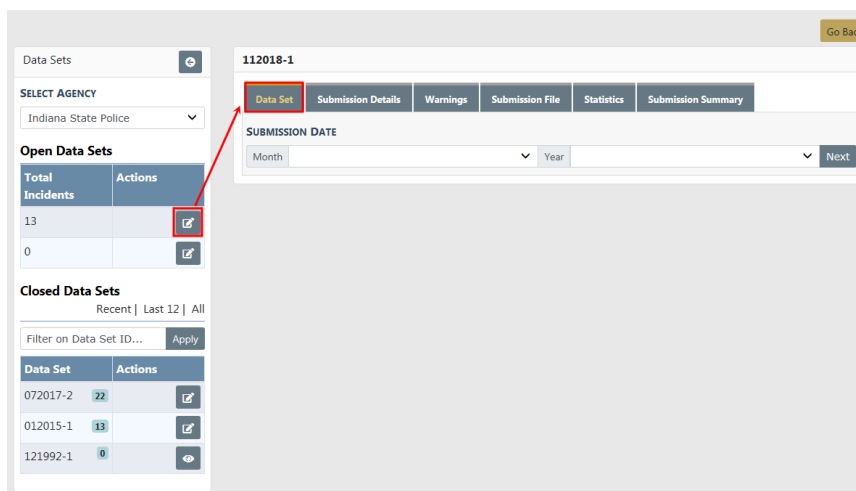 Go Bac
Data Sets
112018-1
SELECT AGENCY
Data Set Submission Details Warnings Submission File Statistics Submission Summary
Indiana State Police
SUBMISSION DATE
Open Data Sets
Month Year Next
Total Incidents Actions
13
0
Closed Data Sets
Recent | Last 12 | All
Filter on Data Set ID... Apply
Data Set Actions
072017-2 22
012015-1 13
121992-1 0